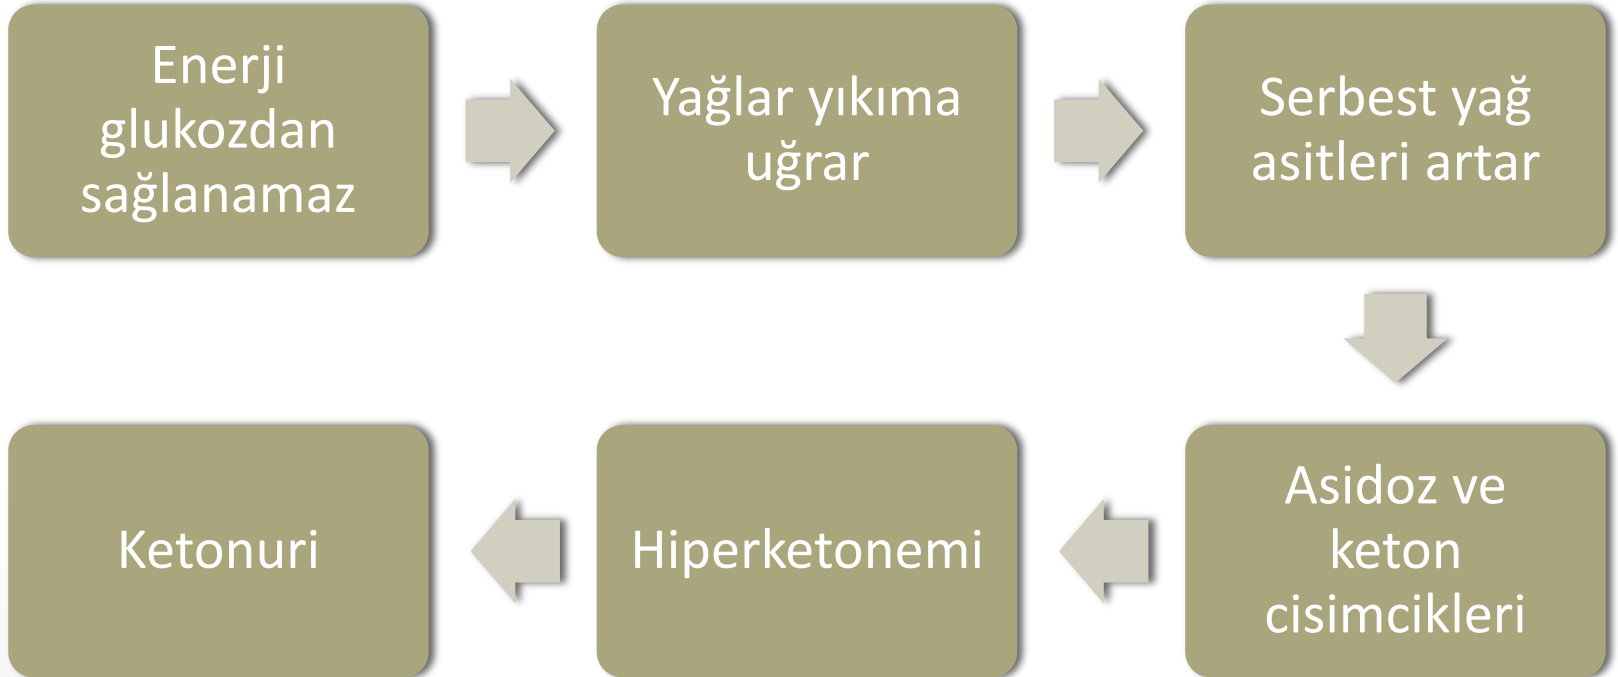 Enerji
glukozdan
sağlanamaz
Yağlar yıkıma
uğrar
Serbest yağ
asitleri artar
Asidoz ve
keton
cisimcikleri
Hiperketonemi
Ketonuri